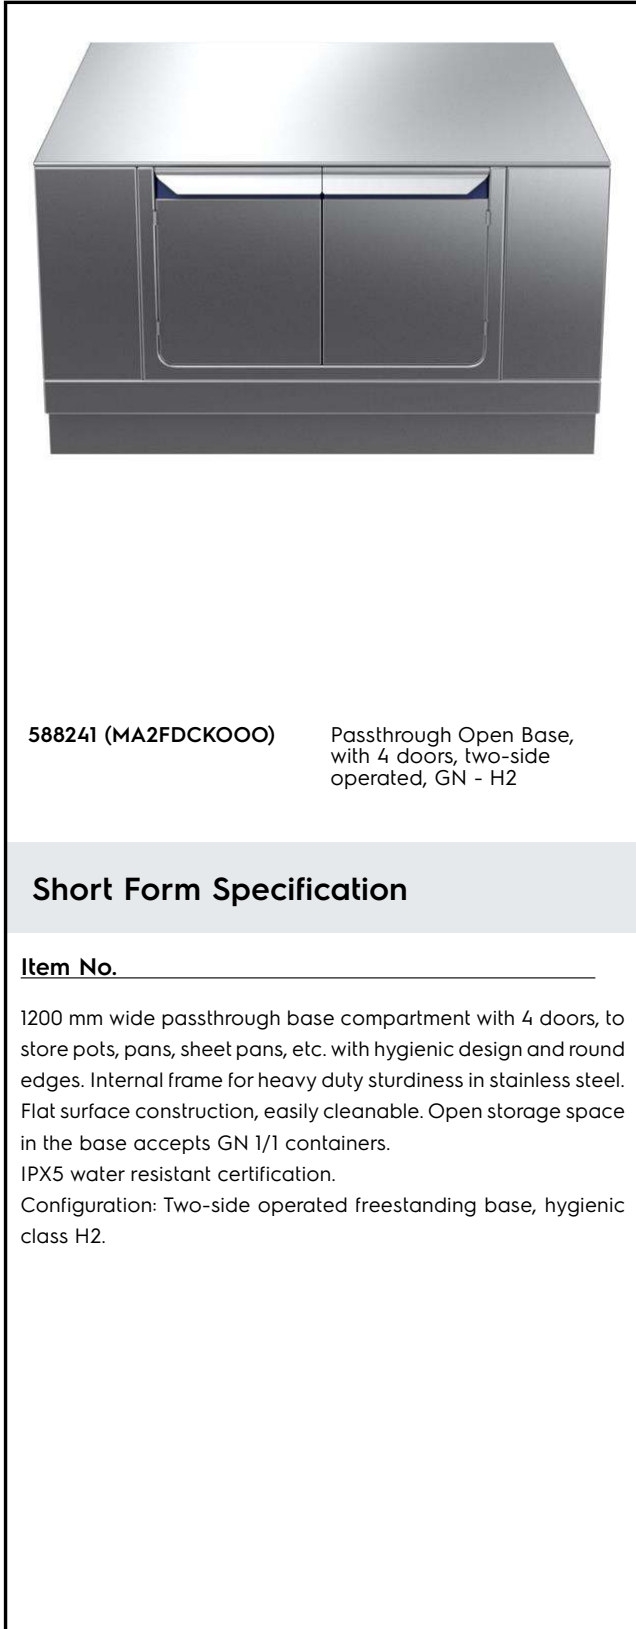 588241 (MA2FDCKOOO)
Passthrough Open Base,
with 4 doors, two-side
operated, GN - H2
Short Form Specification
Item No.
1200 mm wide passthrough base compartment with 4 doors, to
store pots, pans, sheet pans, etc. with hygienic design and round
edges. Internal frame for heavy duty sturdiness in stainless steel.
Flat surface construction, easily cleanable. Open storage space
in the base accepts GN 1/1 containers.
IPX5 water resistant certification.
Configuration: Two-side operated freestanding base, hygienic
class H2.